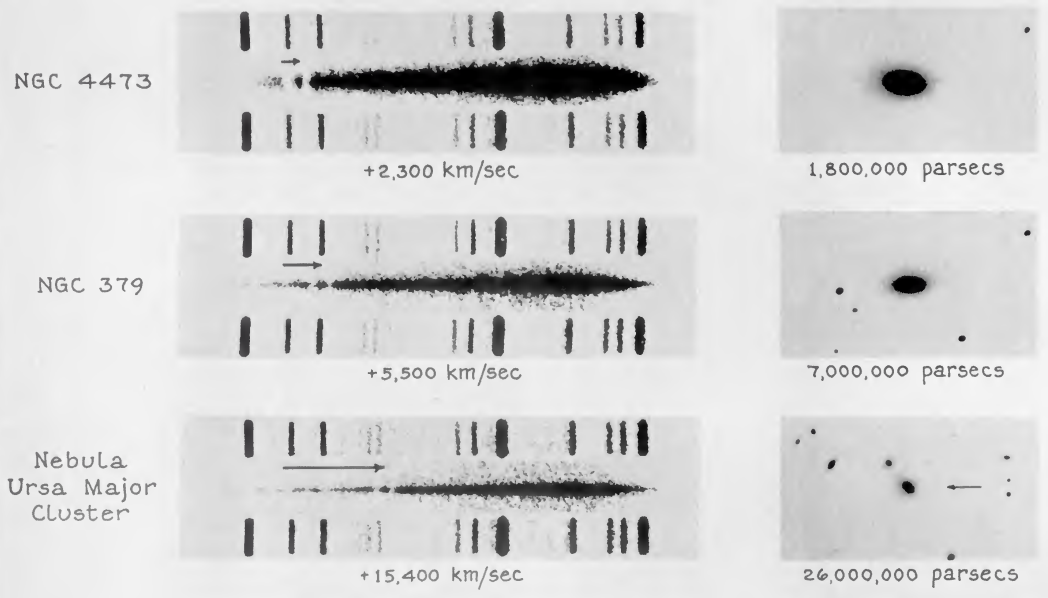 NGC 4473
+2,300 km/sec
1,800,000 parsecs
NGC 379
+5,500 km/sec
7,000,000 parsecs
Nebula
Ursa Major
Cluster
+15,400 km/sec
26,000,000 parsecs